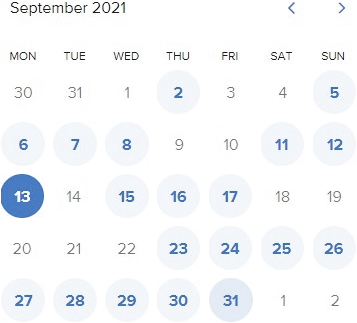 September 2021
MON TUE WED THU FRI SAT SUN
30 31 1 2 3 4 5
6 7 8 9 10 11 12
13 14 15 16 17 18 19
20 21 22 23 24 25 26
27 28 29 30 31 1 2